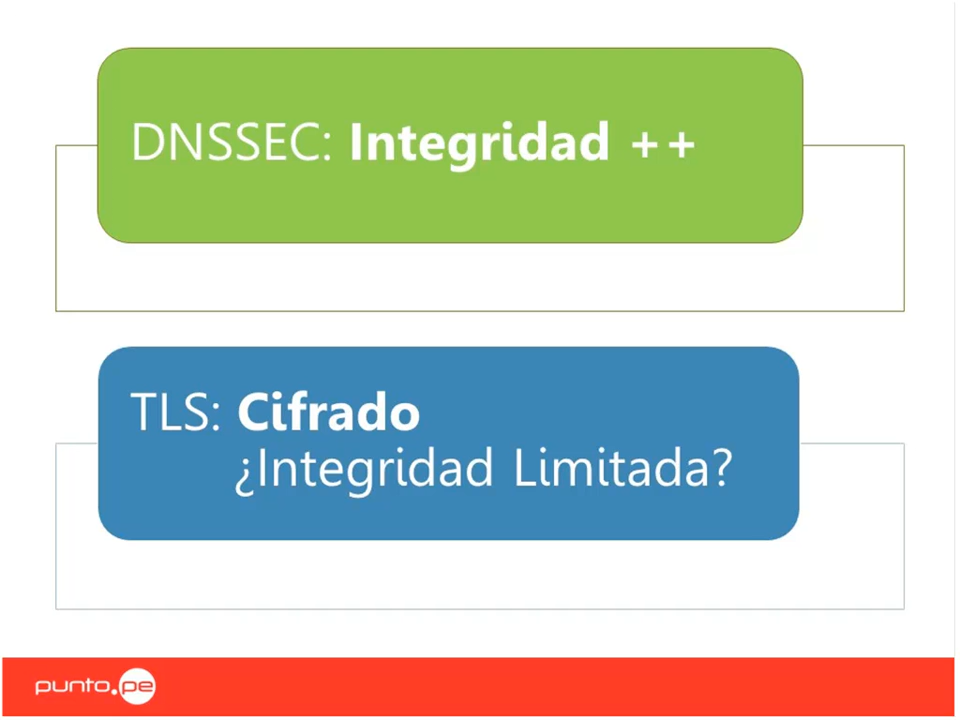 DNSSEC: Integridad ++
TLS: Cifrado
¿Integridad Limitada?
punto.pe